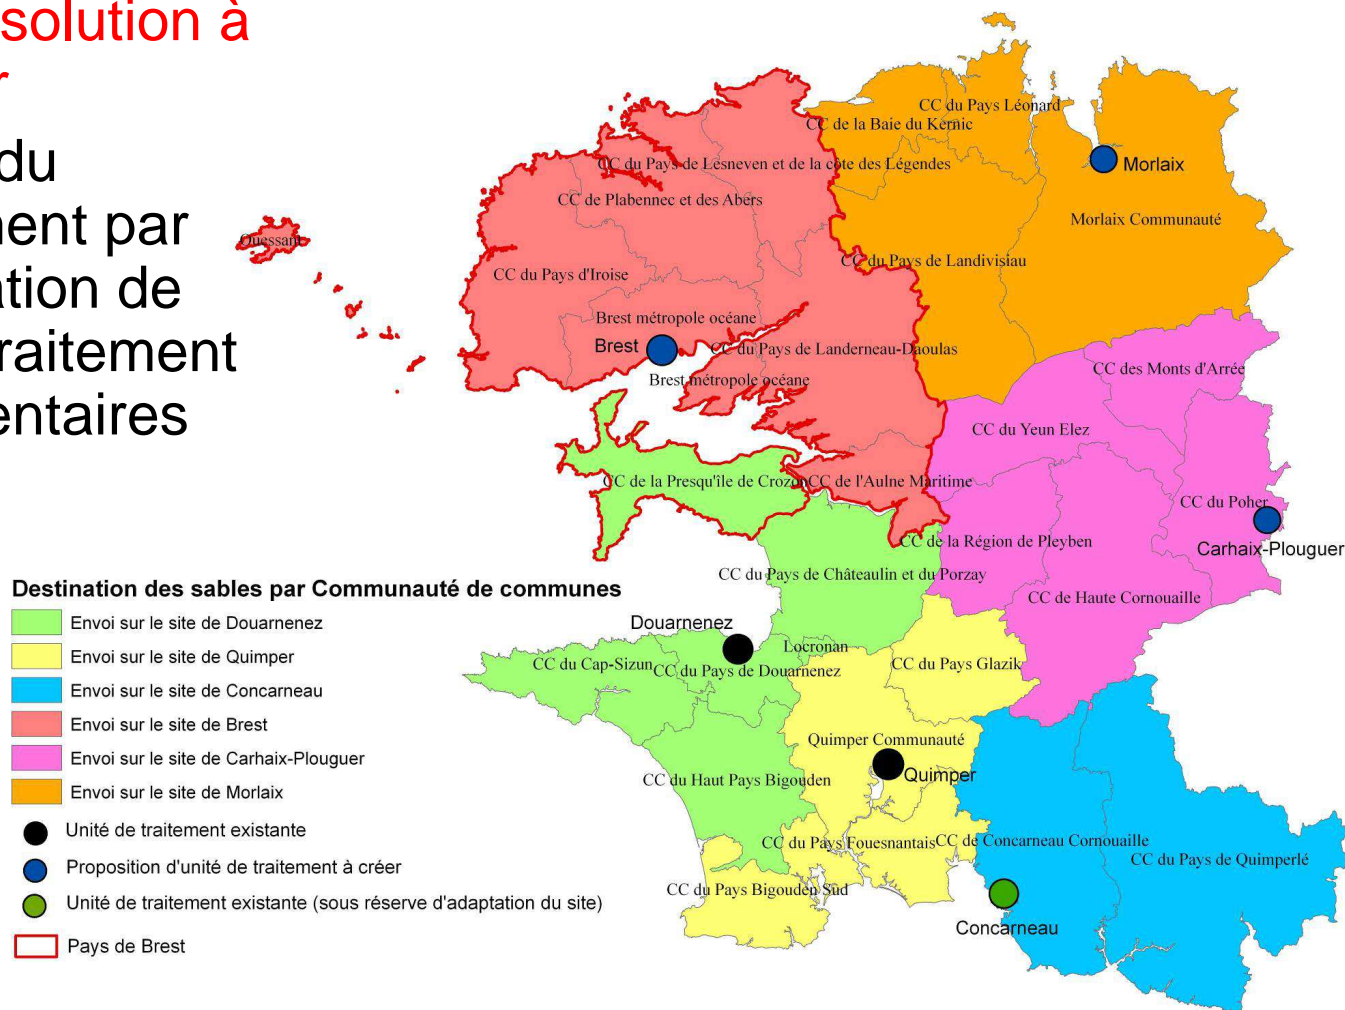 solution à
r
du
ment par
ation de
traitement
entaires
CC du Pays Léonard
CC de la Baie du Kernic
Morlaix
CC du Pays de Lesneven et de la côte des Légendes
CC de Plabennec et des Abers
Morlaix Communauté
Ouessant
CC du Pays de Landivisiau
CC du Pays d'Iroise
Brest métropole océane
Brest
CC du Pays de Landerneau-Daoulas
CC des Monts d'Arrée
Brest métropole océane
CC du Yeun Elez
CC de la Presqu'île de Crozon
CC de l'Aulne Maritime
CC du Poher
CC de la Région de Pleyben
Carhaix-Plouguer
CC du Pays de Châteaulin et du Porzay
CC de Haute Cornouaille
Douarnenez
Locronan
CC du Cap-Sizun
CC du Pays de Douarnenez
CC du Pays Glazik
Quimper Communauté
Quimper
CC du Haut Pays Bigouden
CC du Pays Fouesnantais
CC de Concarneau Cornouaille
CC du Pays de Quimperlé
CC du Pays Bigouden Sud
Concarneau
Destination des sables par Communauté de communes
Envoi sur le site de Douarnenez
Envoi sur le site de Quimper
Envoi sur le site de Concarneau
Envoi sur le site de Brest
Envoi sur le site de Carhaix-Plouguer
Envoi sur le site de Morlaix
Unité de traitement existante
Proposition d'unité de traitement à créer
Unité de traitement existante (sous réserve d'adaptation du site)
Pays de Brest